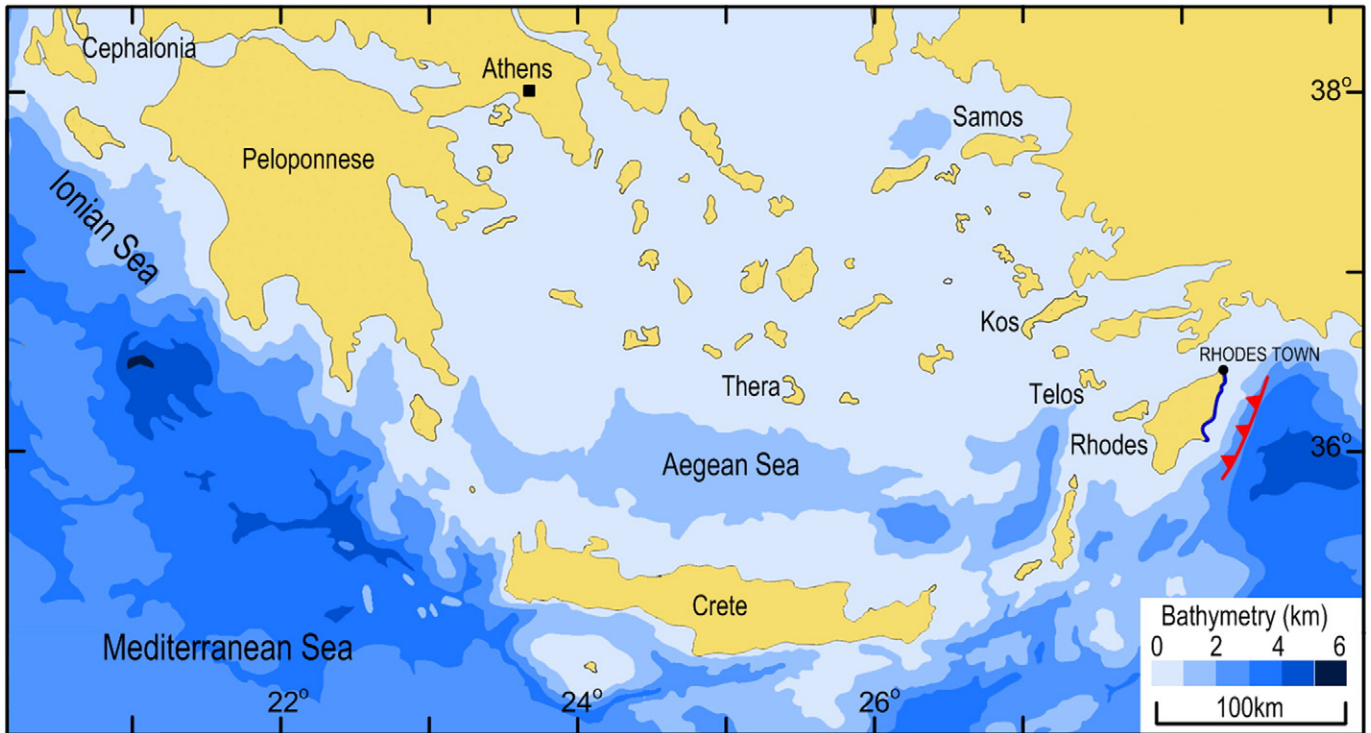 Cephalonia
Athens
38°
Samos
Peloponnese
Ionian Sea
Kos
RHODES TOWN
Thera
Telos
Rhodes
36°
Aegean Sea
Crete
Mediterranean Sea
Bathymetry (km)
0 2 4 6
100km
22° 24° 26°